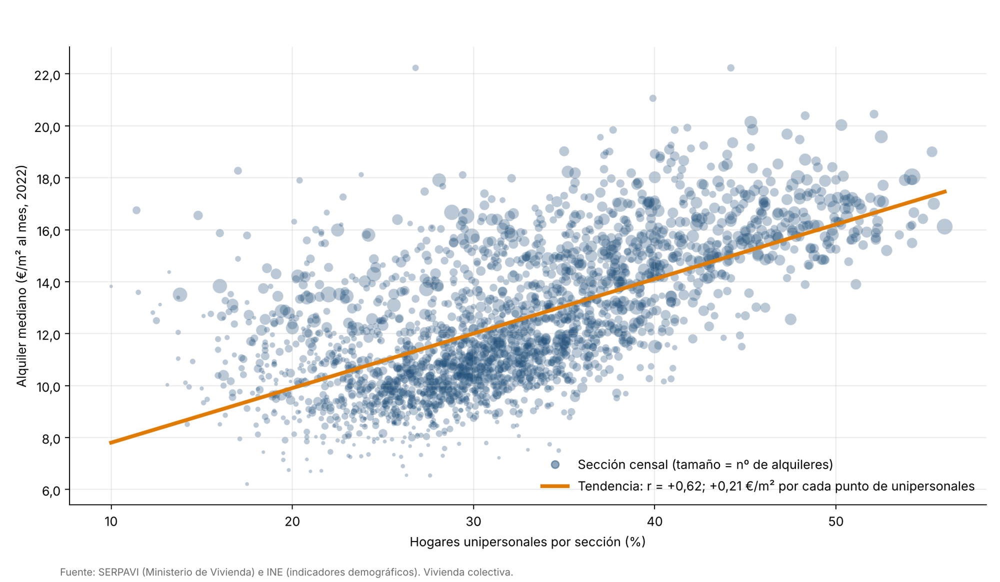 22,0
20,0
18,0
16,0
14,0
12,0
10,0
8,0
6,0
Alquiler mediano (€/m² al mes, 2022)
Sección censal (tamaño = nº de alquileres)
Tendencia: r = +0,62; +0,21 €/m² por cada punto de unipersonales
10 20 30 40 50
Hogares unipersonales por sección (%)
Fuente: SERPAVI (Ministerio de Vivienda) e INE (indicadores demográficos). Vivienda colectiva.